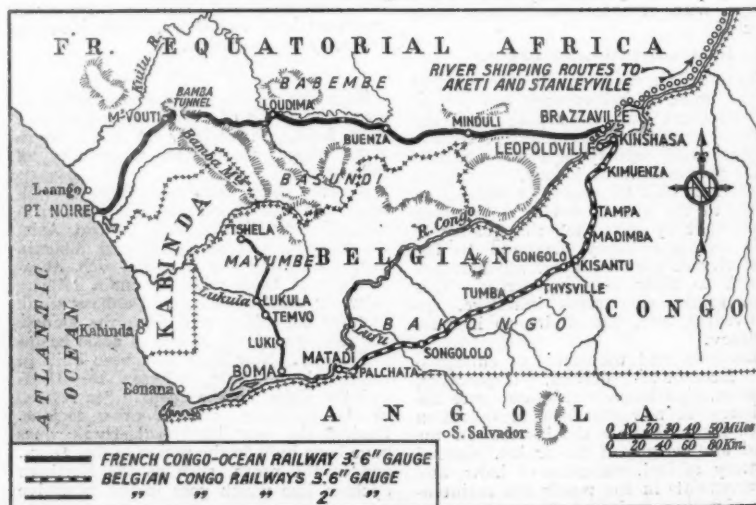 FR. EQUATORIAL AFRICA
Kuilu R.
BABEMBE
RIVER SHIPPING ROUTES TO
AKETI AND STANLEYVILLE
BAMBA
TUNNEL
M'VOUTI
LOUDIMA
BUENZA
MINDULI
BRAZZAVILLE
LEOPOLDVILLE
KINSHASA
Bamba Mts.
BASUNDI
KIMUENZA
Loango
PT NOIRE
TAMPA
R. Congo
TSHELA
MADIMBA
MAYUMBE
BELGIAN
CONGO
GONGOLO
KISANTU
KABINDA
THYSVILLE
TUMBA
Lukula
LUKULA
TEMVO
BAKONGO
Kabinda
Luru
LUKI
SONGOLOLO
MATADI
BOMA
PALCHATA
Banana
ATLANTIC
OCEAN
ANGOLA
S. Salvador
0 10 20 30 40 50 Miles
0 20 40 60 80 Km.
N
FRENCH CONGO-OCEAN RAILWAY 3'. 6" GAUGE
BELGIAN CONGO RAILWAYS 3'. 6" GAUGE
" " " 2' "